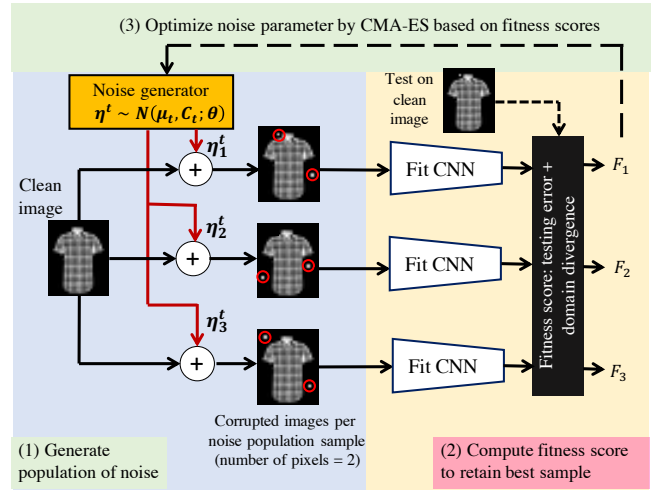 (3) Optimize noise parameter by CMA-ES based on fitness scores
Noise generator
η^t ~ N(μ_t, C_t; θ)
Test on
clean
image
η_1^t
+
Fit CNN
F_1
Clean
image
η_2^t
+
Fit CNN
Fitness score: testing error +
domain divergence
F_2
η_3^t
+
Fit CNN
F_3
Corrupted images per
noise population sample
(number of pixels = 2)
(1) Generate
population of noise
(2) Compute fitness score
to retain best sample